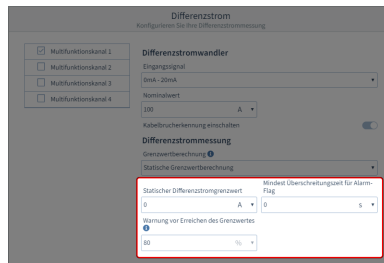 Differenzstrom
Konfigurieren Sie Ihre Differenzstrommessung
Multifunktionskanal 1
Multifunktionskanal 2
Multifunktionskanal 3
Multifunktionskanal 4
Differenzstromwandler
Eingangssignal
0mA - 20mA
Nominalwert
100 A
Kabelbrucherkennung einschalten
Differenzstrommessung
Grenzwertberechnung
Statische Grenzwertberechnung
Statischer Differenzstromgrenzwert
0 A
Mindest Überschreitungszeit für Alarm-
Flag
0 s
Warnung vor Erreichen des Grenzwertes
80 %